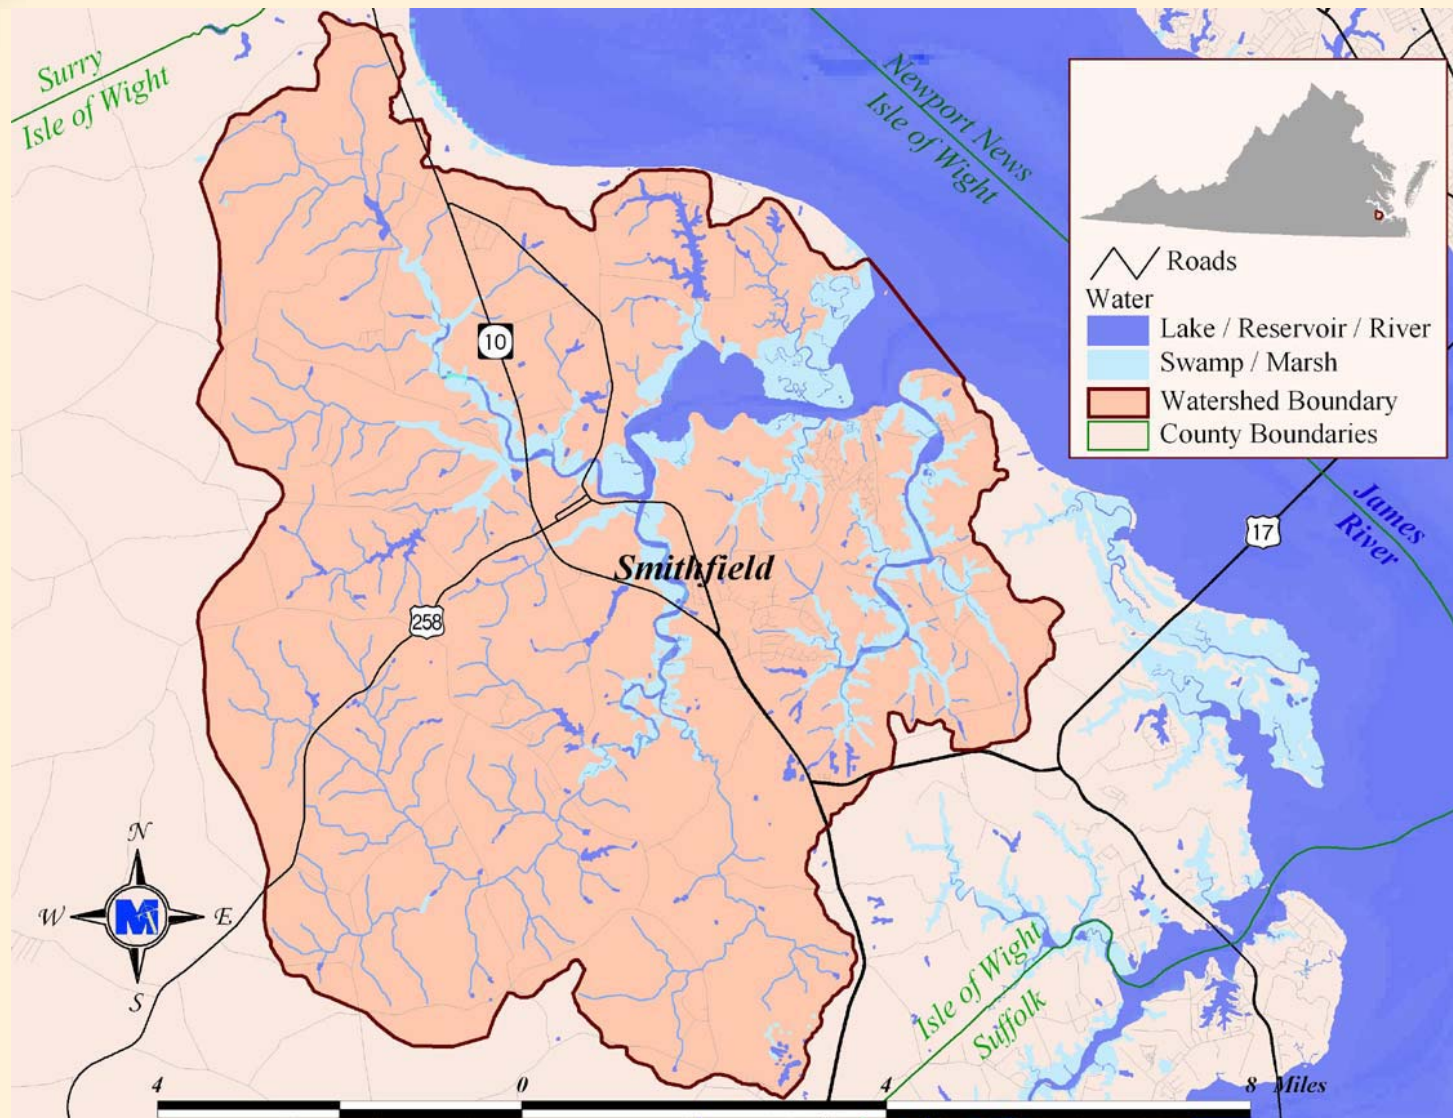 Surry
Isle of Wight
Newport News
Isle of Wight
Roads
Water
Lake / Reservoir / River
Swamp / Marsh
Watershed Boundary
County Boundaries
10
James
River
17
Smithfield
258
N
W
E
S
M
Isle of Wight
Suffolk
4
0
4
8 Miles